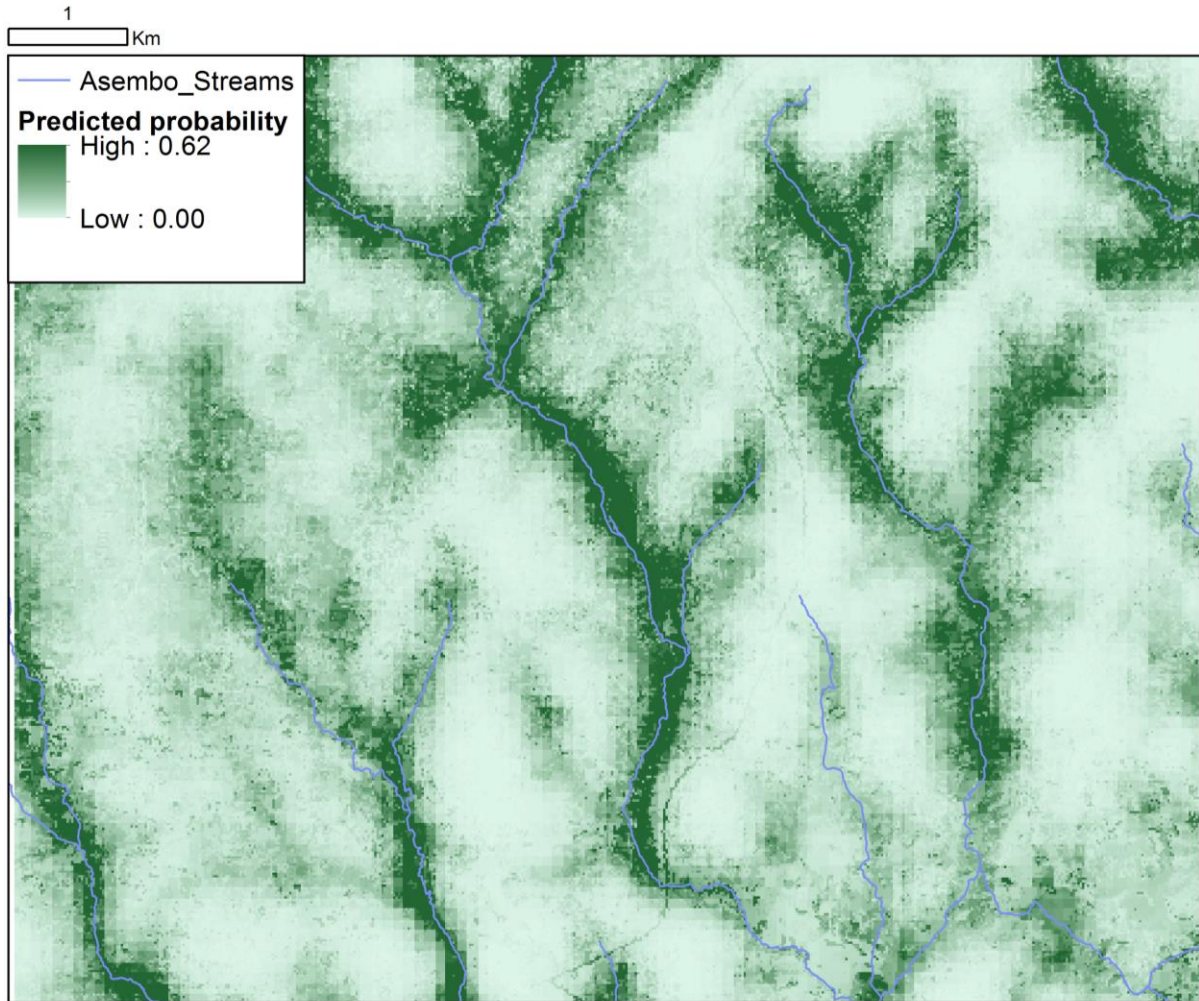 1
Km
Asembo_Streams
Predicted probability
High : 0.62
Low : 0.00